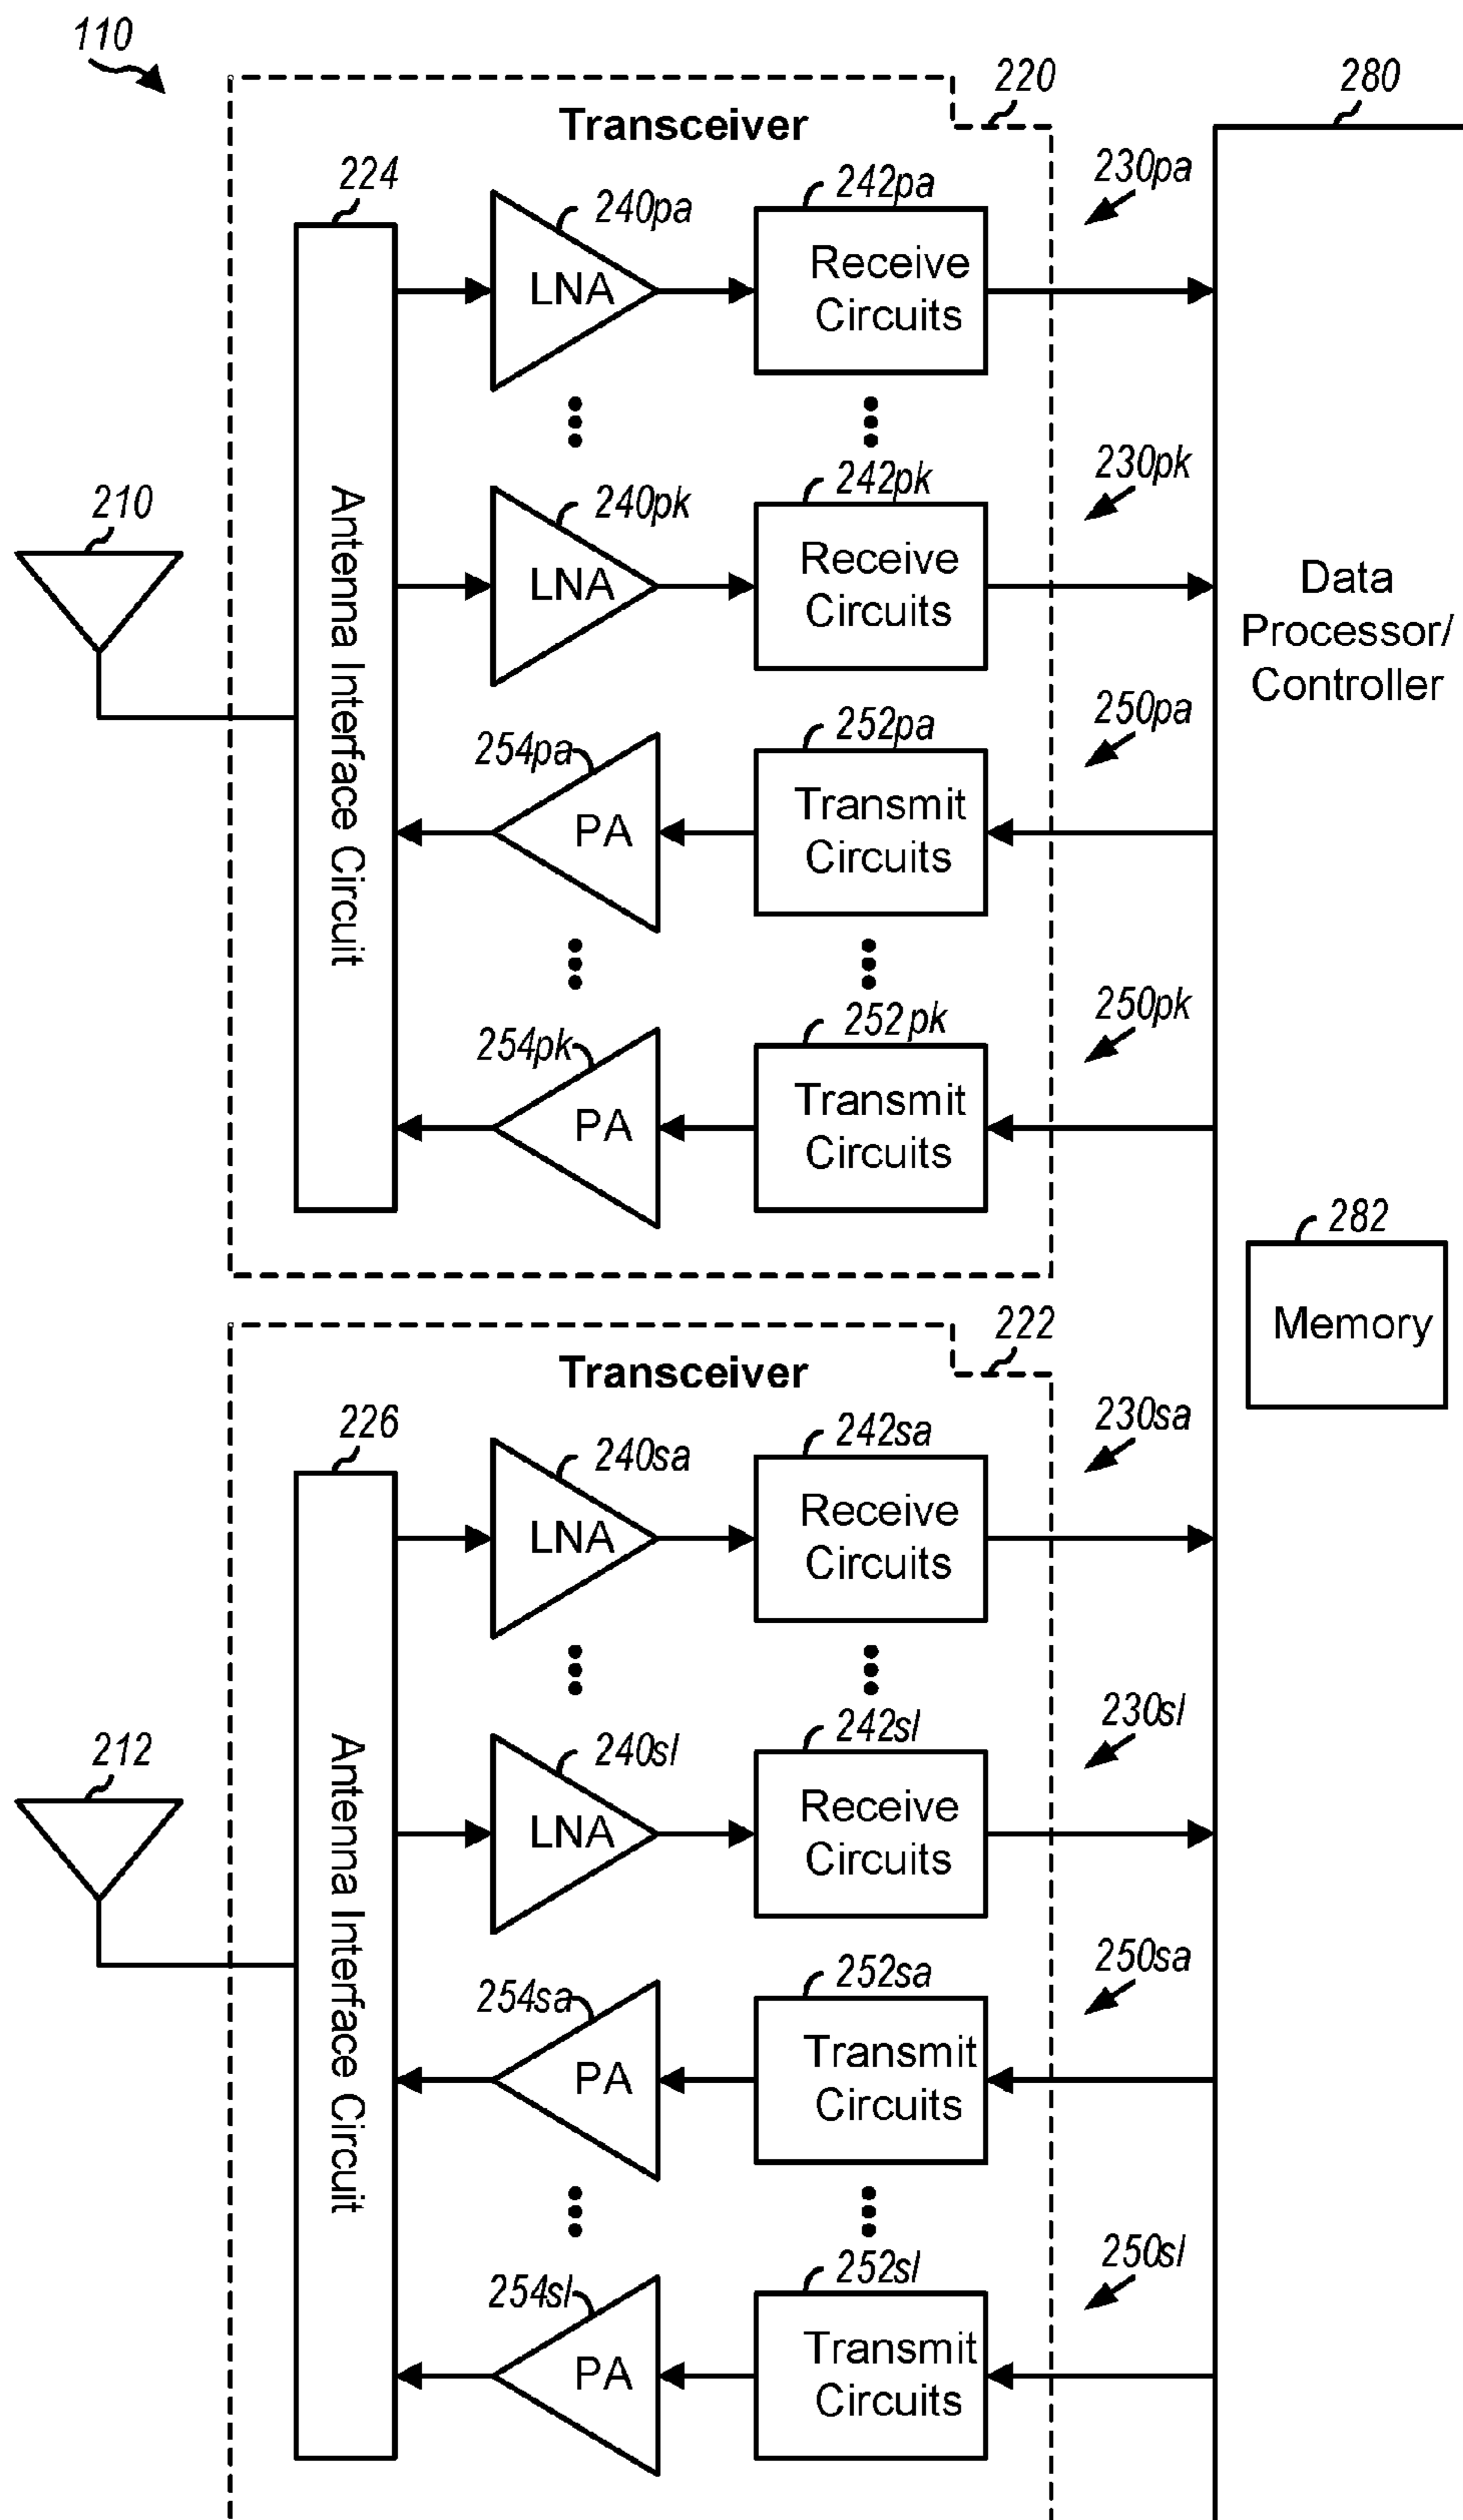 110
220
280
Transceiver
224
240pa
242pa
230pa
LNA
Receive
Circuits
210
240pk
242pk
230pk
LNA
Receive
Circuits
Antenna Interface Circuit
Data
Processor/
Controller
254pa
252pa
250pa
PA
Transmit
Circuits
254pk
252pk
250pk
PA
Transmit
Circuits
282
Memory
222
Transceiver
226
240sa
242sa
230sa
LNA
Receive
Circuits
212
240sl
242sl
230sl
LNA
Receive
Circuits
Antenna Interface Circuit
254sa
252sa
250sa
PA
Transmit
Circuits
254sl
252sl
250sl
PA
Transmit
Circuits